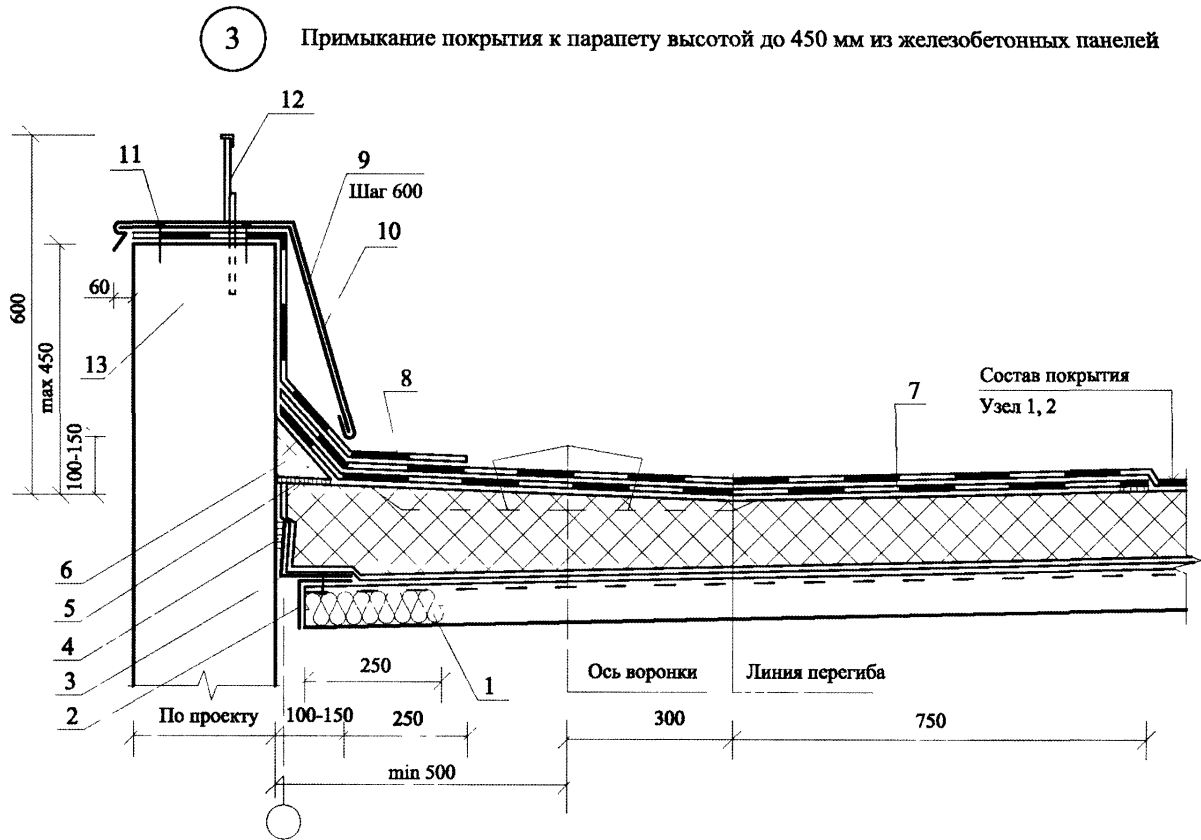 3
Примыкание покрытия к парапету высотой до 450 мм из железобетонных панелей
12
11
9
Шаг 600
10
60
600
max 450
13
100-150
8
7
Состав покрытия
Узел 1, 2
6
5
4
3
2
250
1
Ось воронки
Линия перегиба
По проекту
100-150
250
300
750
min 500